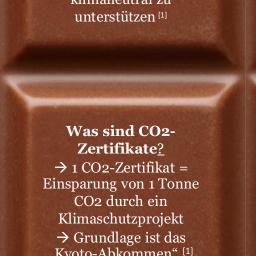 klimaneutral zu
unterstützen [1]
Was sind CO2-
Zertifikate?
→ 1 CO2-Zertifikat =
Einsparung von 1 Tonne
CO2 durch ein
Klimaschutzprojekt
→ Grundlage ist das
Kyoto-Abkommen“ [1]